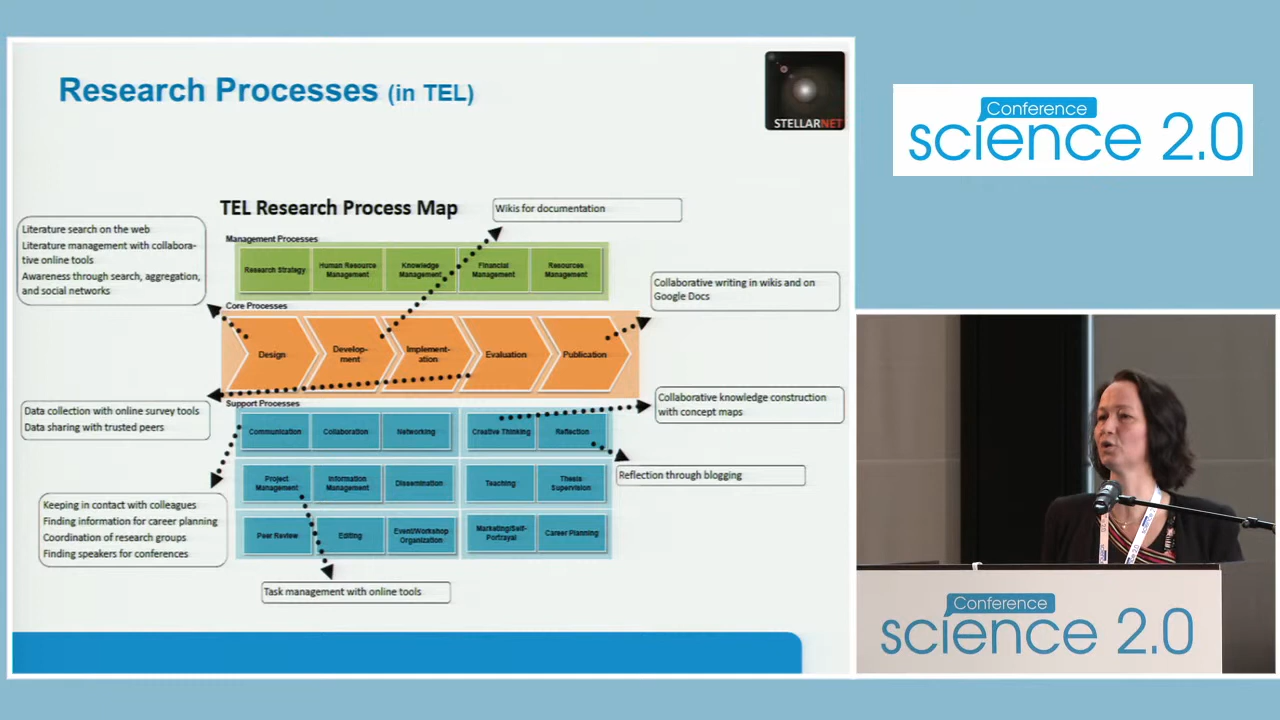 Research Processes (in TEL)
STELLARNET
TEL Research Process Map
Wikis for documentation
Literature search on the web
Literature management with collabora-
tive online tools
Awareness through search, aggregation,
and social networks
Management Processes
Research Strategy
Human Resource
Management
Knowledge
Management
Financial
Management
Resources
Management
Collaborative writing in wikis and on
Google Docs
Core Processes
Design
Develop-
ment
Implement-
ation
Evaluation
Publication
Data collection with online survey tools
Data sharing with trusted peers
Support Processes
Communication
Collaboration
Networking
Creative Thinking
Reflection
Collaborative knowledge construction
with concept maps
Project
Management
Information
Management
Dissemination
Teaching
Thesis
Supervision
Reflection through blogging
Keeping in contact with colleagues
Finding information for career planning
Coordination of research groups
Finding speakers for conferences
Peer Review
Editing
Event/Workshop
Organization
Marketing/Self-
Portrayal
Career Planning
Task management with online tools
Conference
science 2.0
Conference
science 2.0